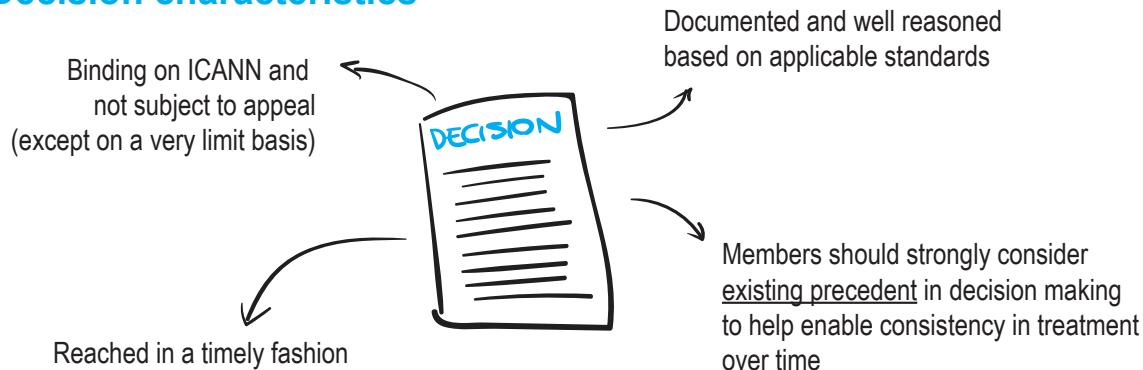 Decision characteristics
Documented and well reasoned
based on applicable standards
Binding on ICANN and
not subject to appeal
(except on a very limit basis)
DECISION
Members should strongly consider
existing precedent in decision making
to help enable consistency in treatment
over time
Reached in a timely fashion